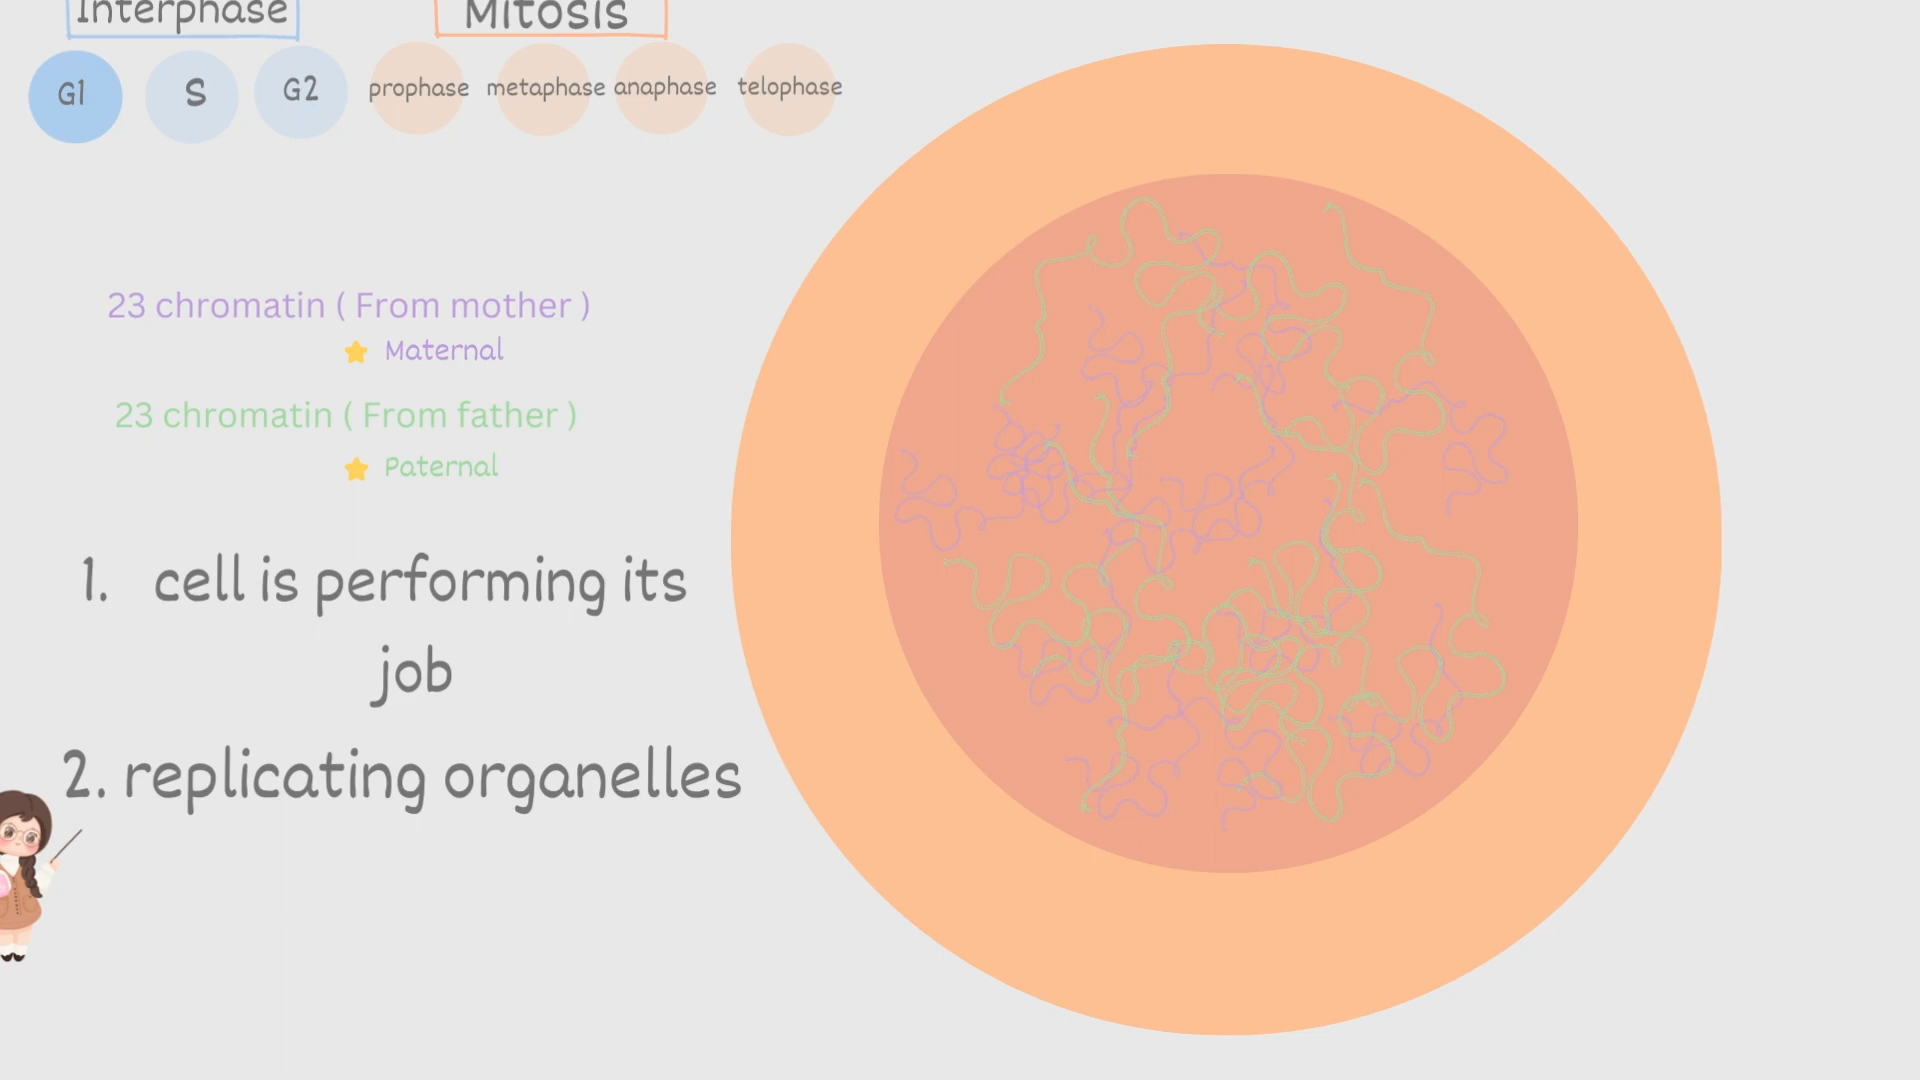 Interphase
Mitosis
G1
S
G2
prophase
metaphase
anaphase
telophase
23 chromatin ( From mother )
Maternal
23 chromatin ( From father )
Paternal
1. cell is performing its
job
2. replicating organelles